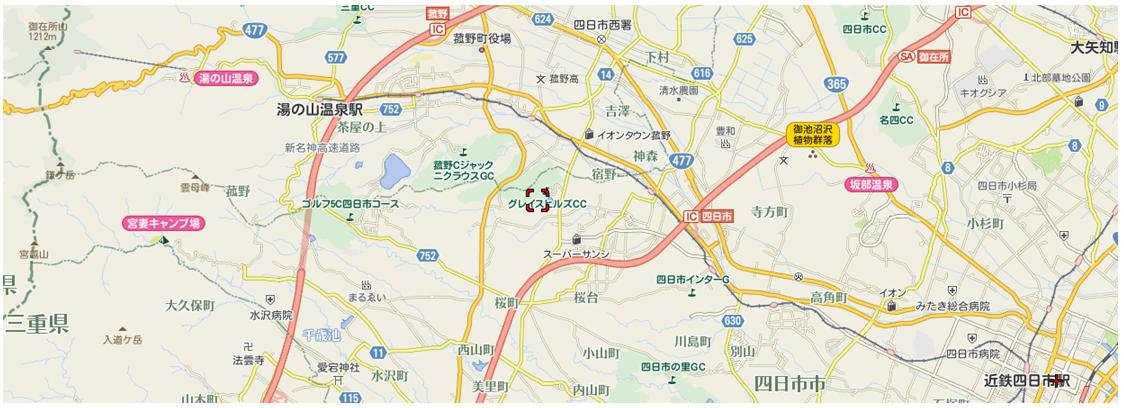 三重CC
菰野
IC
624
四日市西署
四日市CC
IC
御在所山
1212m
477
菰野町役場
625
SA 御在所
大矢知駅
577
下村
湯の山温泉
菰野高
14
616
365
北部墓地公園
清水農園
キオクシア
湯の山温泉駅
752
吉澤
名四CC
9
茶屋の上
イオンタウン菰野
豊和
御池沼沢
植物群落
新名神高速道路
神森
477
8
8
鎌ケ岳
菰野Cジャック
ニクラウスGC
宿野
雲母峰
菰野
坂部温泉
四日市小杉局
ゴルフ5C四日市コース
グレイスヒルズCC
IC 四日市
寺方町
小杉町
宮妻キャンプ場
宮越山
752
スーパーサンシ
四日市インターG
県
まるゑい
桜町
桜台
高角町
イオン
みたき総合病院
大久保町
水沢病院
三重県
千歳池
630
入道ケ岳
法雲寺
11
西山町
小山町
川島町
別山
四日市病院
愛宕神社
水沢町
四日市の里GC
美里町
内山町
四日市市
近鉄四日市駅
山本町
115